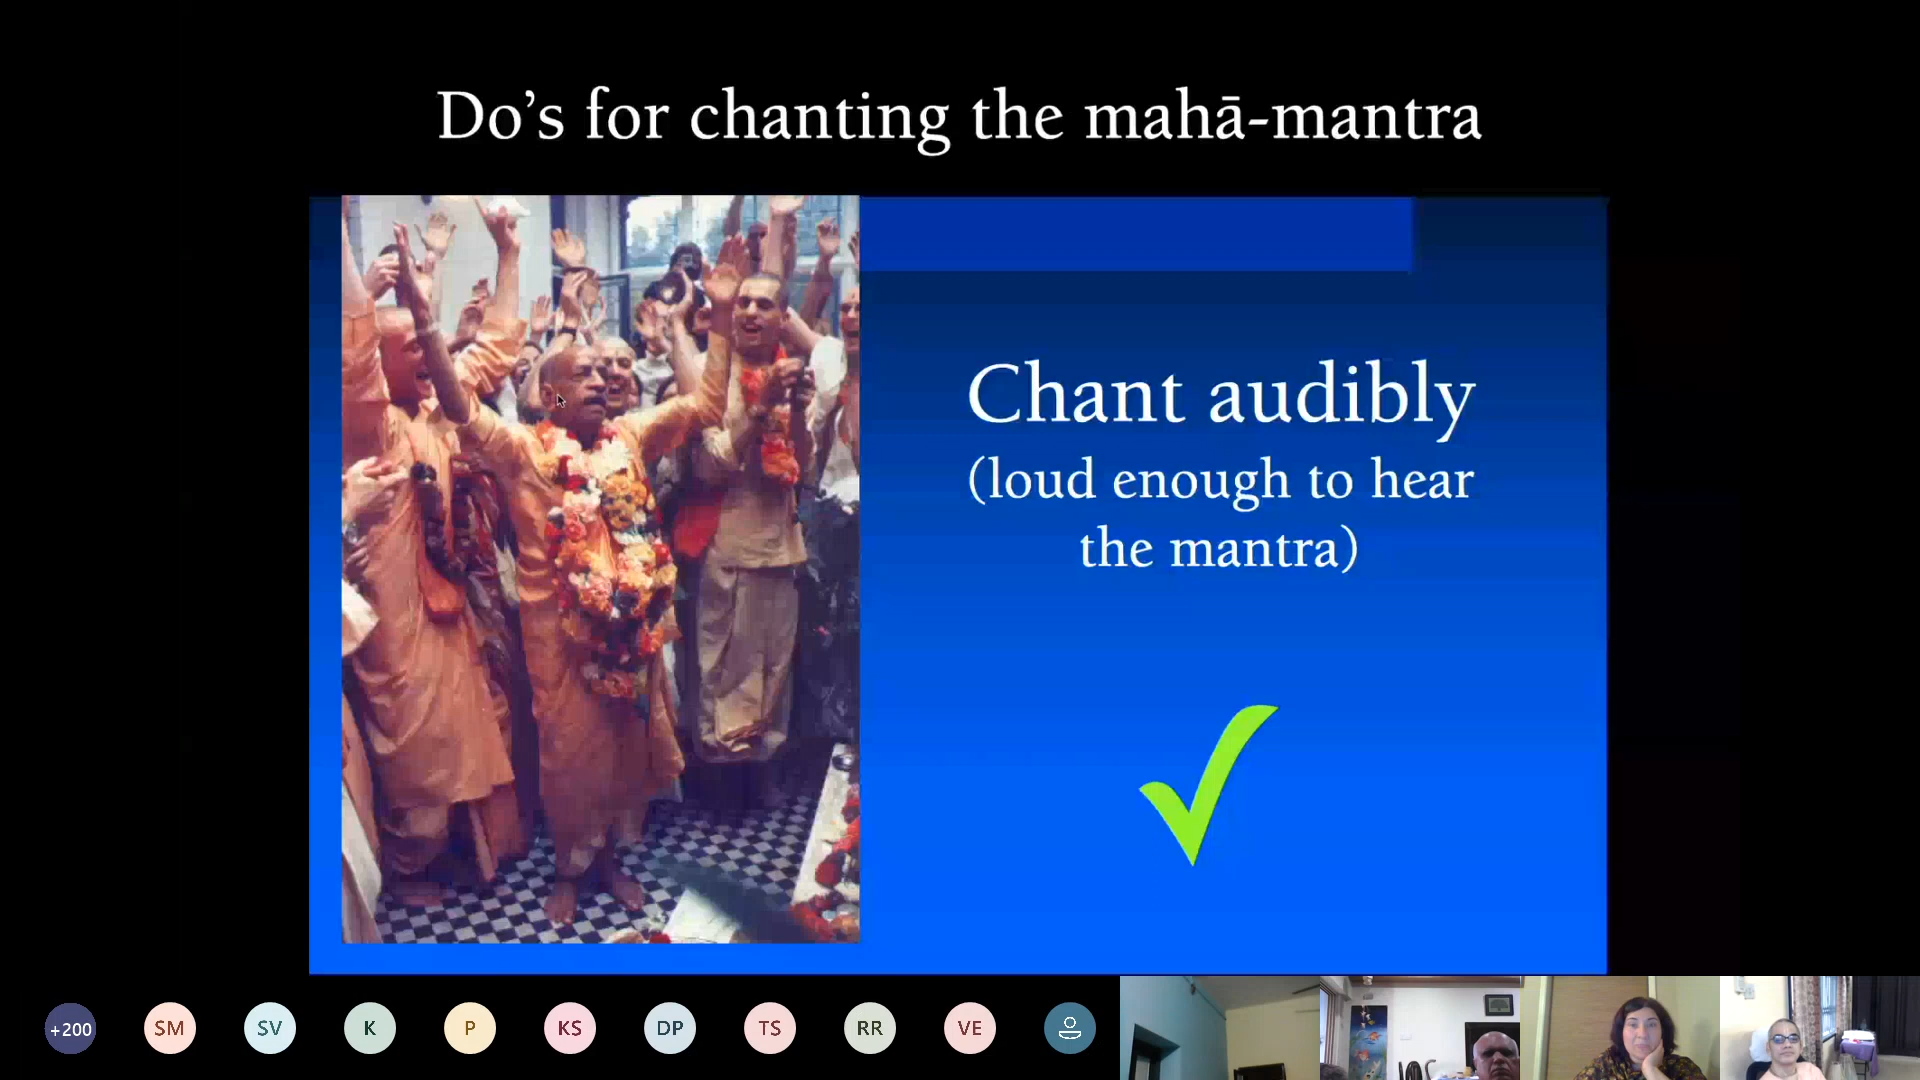 Do’s for chanting the mahā-mantra
Chant audibly
(loud enough to hear
the mantra)
+200
SM
SV
K
P
KS
DP
TS
RR
VE